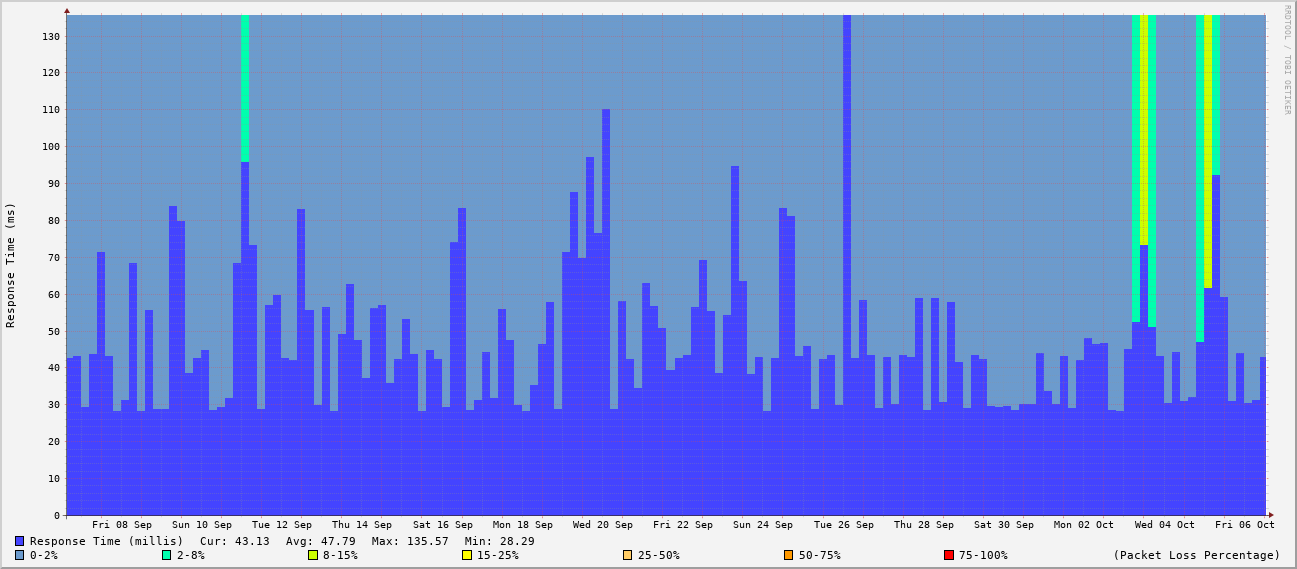 RRDTOOL / TOBI OETIKER
Response Time (ms)
130
120
110
100
90
80
70
60
50
40
30
20
10
0
Fri 08 Sep Sun 10 Sep Tue 12 Sep Thu 14 Sep Sat 16 Sep Mon 18 Sep Wed 20 Sep Fri 22 Sep Sun 24 Sep Tue 26 Sep Thu 28 Sep Sat 30 Sep Mon 02 Oct Wed 04 Oct Fri 06 Oct
Response Time (millis) Cur: 43.13 Avg: 47.79 Max: 135.57 Min: 28.29
0-2% 2-8% 8-15% 15-25% 25-50% 50-75% 75-100% (Packet Loss Percentage)